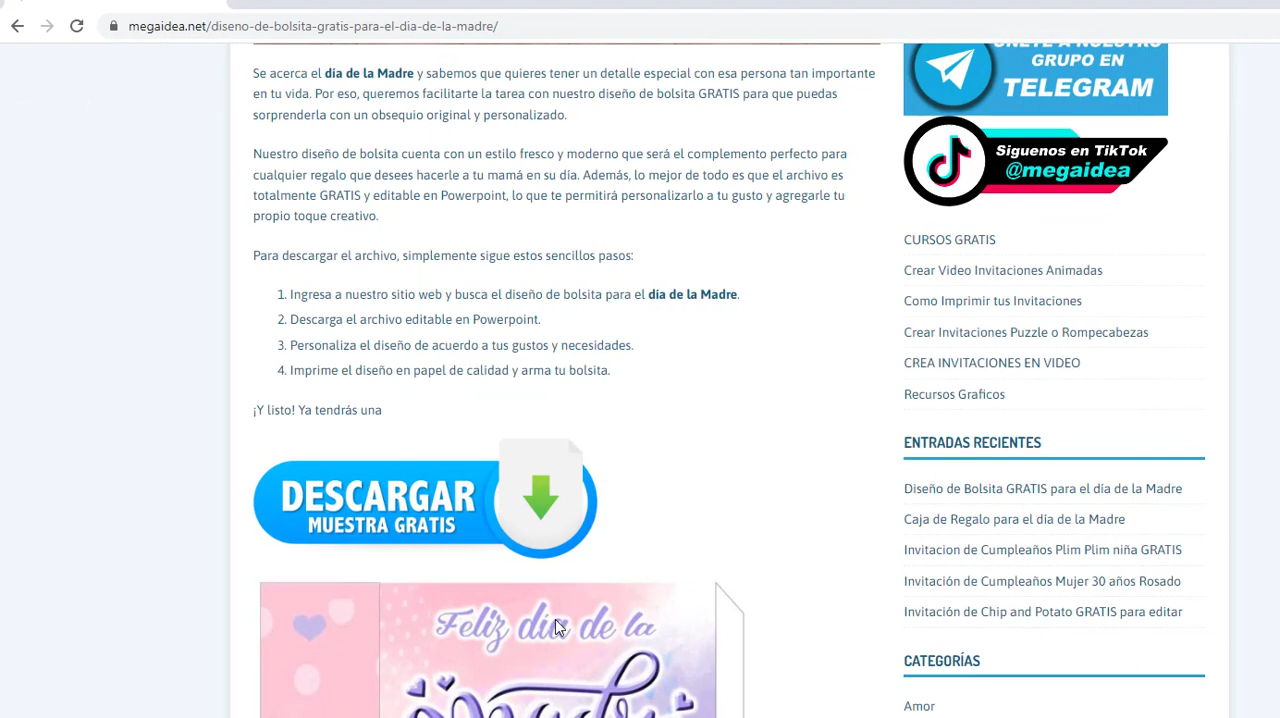 megaidea.net/diseno-de-bolsita-gratis-para-el-dia-de-la-madre/
Se acerca el día de la Madre y sabemos que quieres tener un detalle especial con esa persona tan importante
en tu vida. Por eso, queremos facilitarte la tarea con nuestro diseño de bolsita GRATIS para que puedas
sorprenderla con un obsequio original y personalizado.
Nuestro diseño de bolsita cuenta con un estilo fresco y moderno que será el complemento perfecto para
cualquier regalo que desees hacerle a tu mamá en su día. Además, lo mejor de todo es que el archivo es
totalmente GRATIS y editable en Powerpoint, lo que te permitirá personalizarlo a tu gusto y agregarle tu
propio toque creativo.
Para descargar el archivo, simplemente sigue estos sencillos pasos:
1. Ingresa a nuestro sitio web y busca el diseño de bolsita para el día de la Madre.
2. Descarga el archivo editable en Powerpoint.
3. Personaliza el diseño de acuerdo a tus gustos y necesidades.
4. Imprime el diseño en papel de calidad y arma tu bolsita.
¡Y listo! Ya tendrás una
DESCARGAR
MUESTRA GRATIS
Feliz día de la
Madre
UNETE A NUESTRO
GRUPO EN
TELEGRAM
Siguenos en TikTok
@megaidea
CURSOS GRATIS
Crear Video Invitaciones Animadas
Como Imprimir tus Invitaciones
Crear Invitaciones Puzzle o Rompecabezas
CREA INVITACIONES EN VIDEO
Recursos Graficos
ENTRADAS RECIENTES
Diseño de Bolsita GRATIS para el día de la Madre
Caja de Regalo para el dia de la Madre
Invitacion de Cumpleaños Plim Plim niña GRATIS
Invitación de Cumpleaños Mujer 30 años Rosado
Invitación de Chip and Potato GRATIS para editar
CATEGORÍAS
Amor